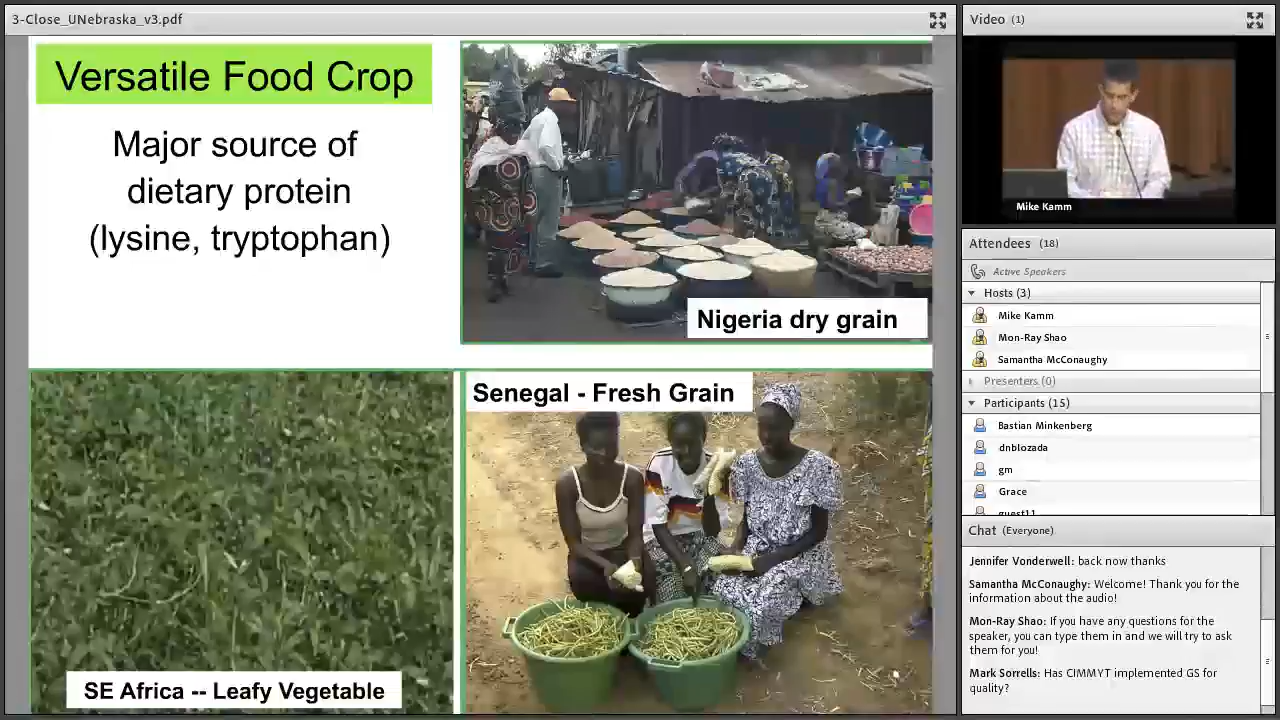 3-Close_UNebraska_v3.pdf
Versatile Food Crop
Major source of
dietary protein
(lysine, tryptophan)
Nigeria dry grain
Senegal - Fresh Grain
SE Africa -- Leafy Vegetable
Video (1)
Mike Kamm
Attendees (18)
Active Speakers
Hosts (3)
Mike Kamm
Mon-Ray Shao
Samantha McConaughy
Presenters (0)
Participants (15)
Bastian Minkenberg
dnblozada
gm
Grace
guest11
Chat (Everyone)
Jennifer Vonderwell: back now thanks
Samantha McConaughy: Welcome! Thank you for the
information about the audio!
Mon-Ray Shao: If you have any questions for the
speaker, you can type them in and we will try to ask
them for you!
Mark Sorrells: Has CIMMYT implemented GS for
quality?